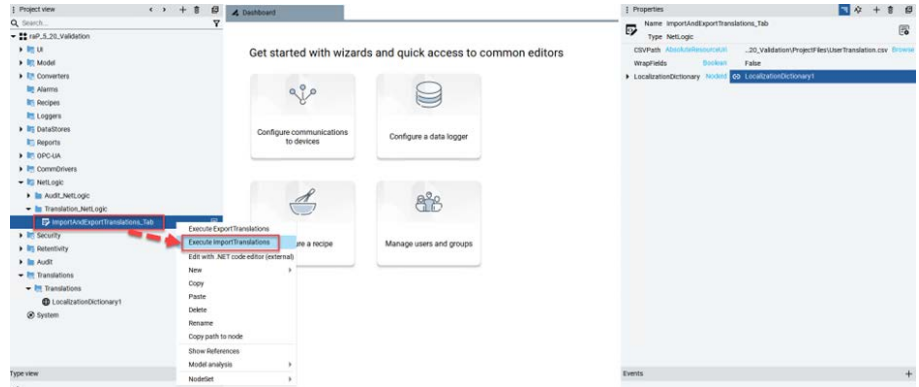 Project view
Search...
raP_5_20_Validation
UI
Model
Converters
Alarms
Recipes
Loggers
DataStores
Reports
OPC-UA
CommDrivers
NetLogic
Audit_NetLogic
Translation_NetLogic
ImportAndExportTranslations_Tab
Security
Retentivity
Audit
Translations
Translations
LocalizationDictionary1
System
Type view
Execute ExportTranslations
Execute ImportTranslations
Edit with .NET code editor (external)
New
Copy
Paste
Delete
Rename
Copy path to node
Show References
Model analysis
NodeSet
Dashboard
Get started with wizards and quick access to common editors
Configure communications
to devices
Configure a data logger
re a recipe
Manage users and groups
Properties
Name ImportAndExportTranslations_Tab
Type NetLogic
CSVPath AbsoluteResourceUri ...20_Validation\ProjectFiles\UserTranslation.csv Browse
WrapFields Boolean False
LocalizationDictionary NodeId LocalizationDictionary1
Events